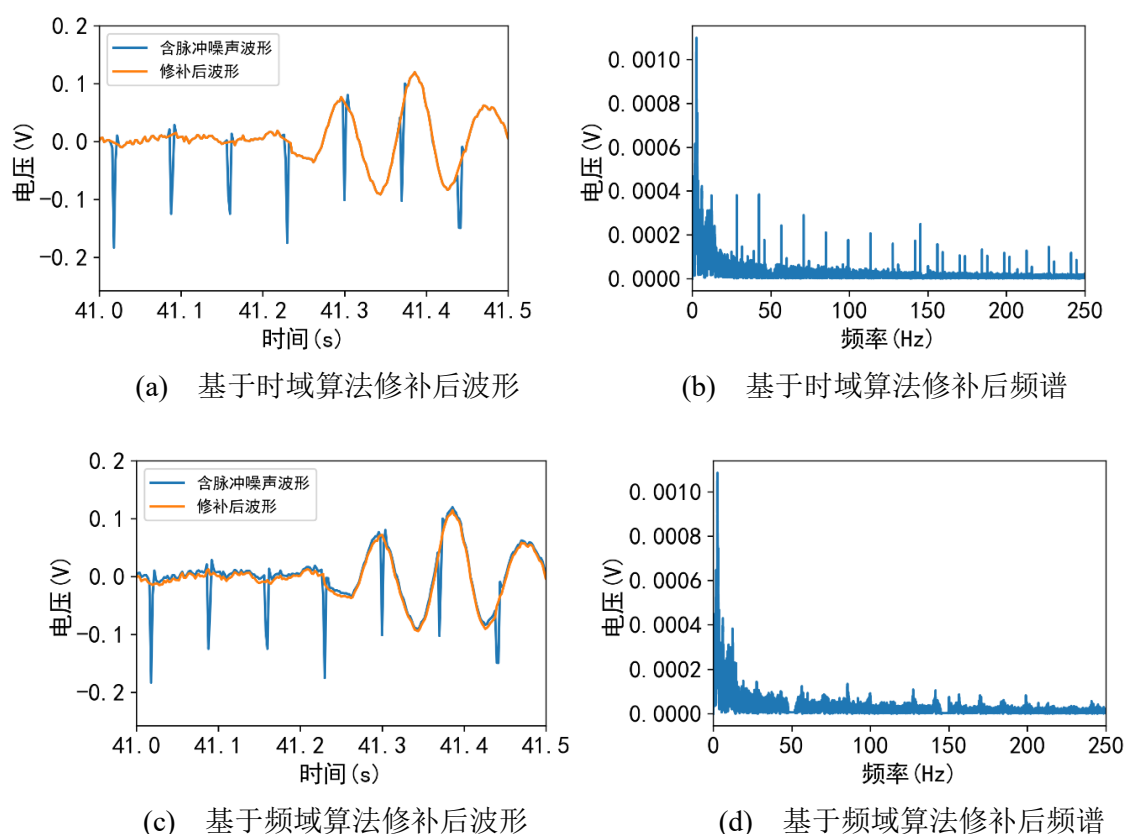 0.2
0.1
0.0
-0.1
-0.2
电压(V)
含脉冲噪声波形
修补后波形
41.0 41.1 41.2 41.3 41.4 41.5
时间(s)
(a) 基于时域算法修补后波形
0.0010
0.0008
0.0006
0.0004
0.0002
0.0000
电压(V)
0 50 100 150 200 250
频率(Hz)
(b) 基于时域算法修补后频谱
0.2
0.1
0.0
-0.1
-0.2
电压(V)
含脉冲噪声波形
修补后波形
41.0 41.1 41.2 41.3 41.4 41.5
时间(s)
(c) 基于频域算法修补后波形
0.0010
0.0008
0.0006
0.0004
0.0002
0.0000
电压(V)
0 50 100 150 200 250
频率(Hz)
(d) 基于频域算法修补后频谱